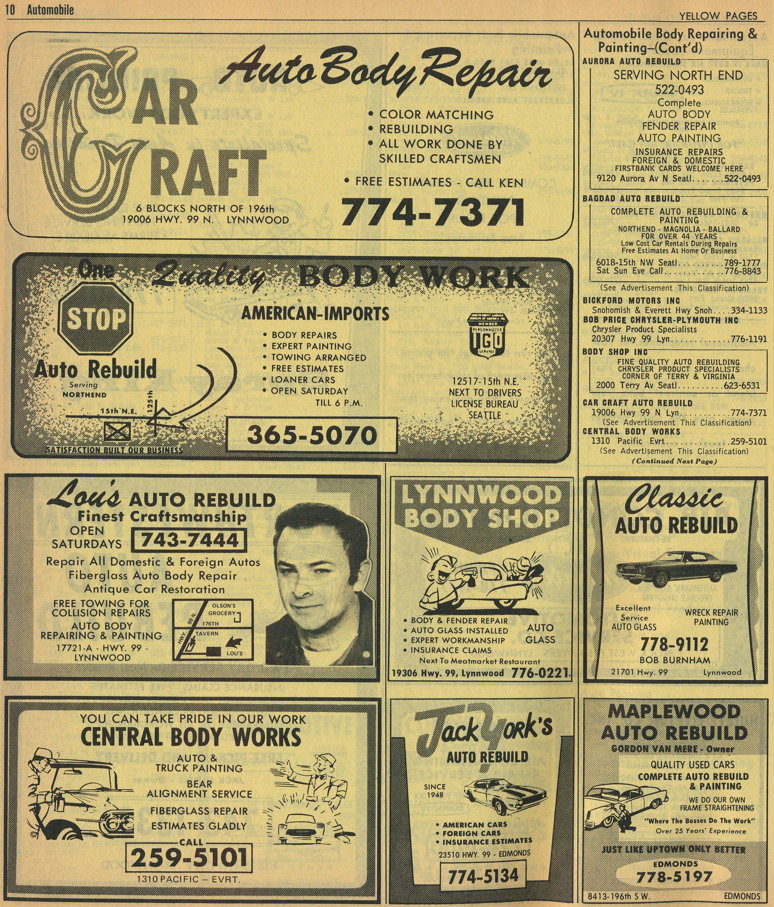 10 Automobile
YELLOW PAGES
CAR CRAFT
Auto Body Repair
• COLOR MATCHING
• REBUILDING
• ALL WORK DONE BY
SKILLED CRAFTSMEN
• FREE ESTIMATES - CALL KEN
774-7371
6 BLOCKS NORTH OF 196th
19006 HWY. 99 N. LYNNWOOD
One
STOP
Auto Rebuild
Serving
NORTHEND
15th N.E.
125th
SATISFACTION BUILT OUR BUSINESS
Quality BODY WORK
AMERICAN-IMPORTS
• BODY REPAIRS
• EXPERT PAINTING
• TOWING ARRANGED
• FREE ESTIMATES
• LOANER CARS
• OPEN SATURDAY
TILL 6 P.M.
365-5070
MEMBER
PERSONALIZED
SERVICE
12517-15th N.E.
NEXT TO DRIVERS
LICENSE BUREAU
SEATTLE
Automobile Body Repairing &
Painting—(Cont'd)
AURORA AUTO REBUILD
SERVING NORTH END
522-0493
Complete
AUTO BODY
FENDER REPAIR
AUTO PAINTING
INSURANCE REPAIRS
FOREIGN & DOMESTIC
FIRSTBANK CARDS WELCOME HERE
9120 Aurora Av N Seatl.......522-0493
BAGDAD AUTO REBUILD
COMPLETE AUTO REBUILDING &
PAINTING
NORTHEND - MAGNOLIA - BALLARD
FOR OVER 44 YEARS
Low Cost Car Rentals During Repairs
Free Estimates At Home Or Business
6018-15th NW Seatl..........789-1777
Sat Sun Eve Call............776-8843
(See Advertisement This Classification)
BICKFORD MOTORS INC
Snohomish & Everett Hwy Snoh...334-1133
BOB PRICE CHRYSLER-PLYMOUTH INC
Chrysler Product Specialists
20307 Hwy 99 Lyn...........776-1191
BODY SHOP INC
FINE QUALITY AUTO REBUILDING
CHRYSLER PRODUCT SPECIALISTS
CORNER OF TERRY & VIRGINIA
2000 Terry Av Seatl..........623-6531
CAR CRAFT AUTO REBUILD
19006 Hwy 99 N Lyn..........774-7371
(See Advertisement This Classification)
CENTRAL BODY WORKS
1310 Pacific Evrt............259-5101
(See Advertisement This Classification)
(Continued Next Page)
Lou's AUTO REBUILD
Finest Craftsmanship
OPEN
SATURDAYS
743-7444
Repair All Domestic & Foreign Autos
Fiberglass Auto Body Repair
Antique Car Restoration
FREE TOWING FOR
COLLISION REPAIRS
AUTO BODY
REPAIRING & PAINTING
17721-A - HWY. 99 -
LYNNWOOD
HWY. 99 N.
OLSON'S
GROCERY
176TH
TAVERN
LOU'S
LYNNWOOD
BODY SHOP
• BODY & FENDER REPAIR
• AUTO GLASS INSTALLED
• EXPERT WORKMANSHIP
• INSURANCE CLAIMS
AUTO
GLASS
Next To Meatmarket Restaurant
19306 Hwy. 99, Lynnwood 776-0221
Classic
AUTO REBUILD
Excellent
Service
AUTO GLASS
WRECK REPAIR
PAINTING
778-9112
BOB BURNHAM
21701 Hwy. 99 Lynnwood
YOU CAN TAKE PRIDE IN OUR WORK
CENTRAL BODY WORKS
AUTO &
TRUCK PAINTING
BEAR
ALIGNMENT SERVICE
FIBERGLASS REPAIR
ESTIMATES GLADLY
CALL
259-5101
1310 PACIFIC — EVRT.
Jack York's
AUTO REBUILD
SINCE
1948
• AMERICAN CARS
• FOREIGN CARS
• INSURANCE ESTIMATES
23510 HWY. 99 - EDMONDS
774-5134
MAPLEWOOD
AUTO REBUILD
GORDON VAN MERE - Owner
QUALITY USED CARS
COMPLETE AUTO REBUILD
& PAINTING
WE DO OUR OWN
FRAME STRAIGHTENING
"Where The Bosses Do The Work"
Over 25 Years' Experience
JUST LIKE UPTOWN ONLY BETTER
EDMONDS
778-5197
8413-196th S W. EDMONDS